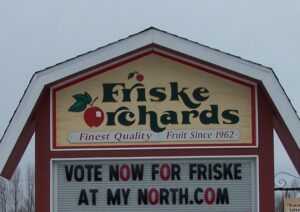 Friske
Orchards
Finest Quality • Fruit Since 1962
VOTE NOW FOR FRISKE
AT MY NORTH.COM